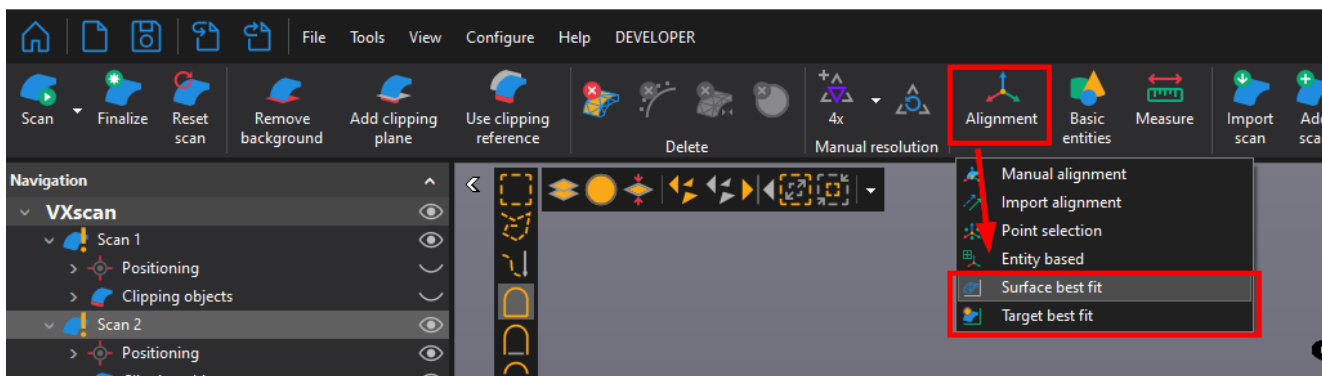 File Tools View Configure Help DEVELOPER
Scan
Finalize
Reset
scan
Remove
background
Add clipping
plane
Use clipping
reference
Delete
4x
Manual resolution
Alignment
Basic
entities
Measure
Import
scan
Navigation
VXscan
Scan 1
Positioning
Clipping objects
Scan 2
Positioning
Manual alignment
Import alignment
Point selection
Entity based
Surface best fit
Target best fit